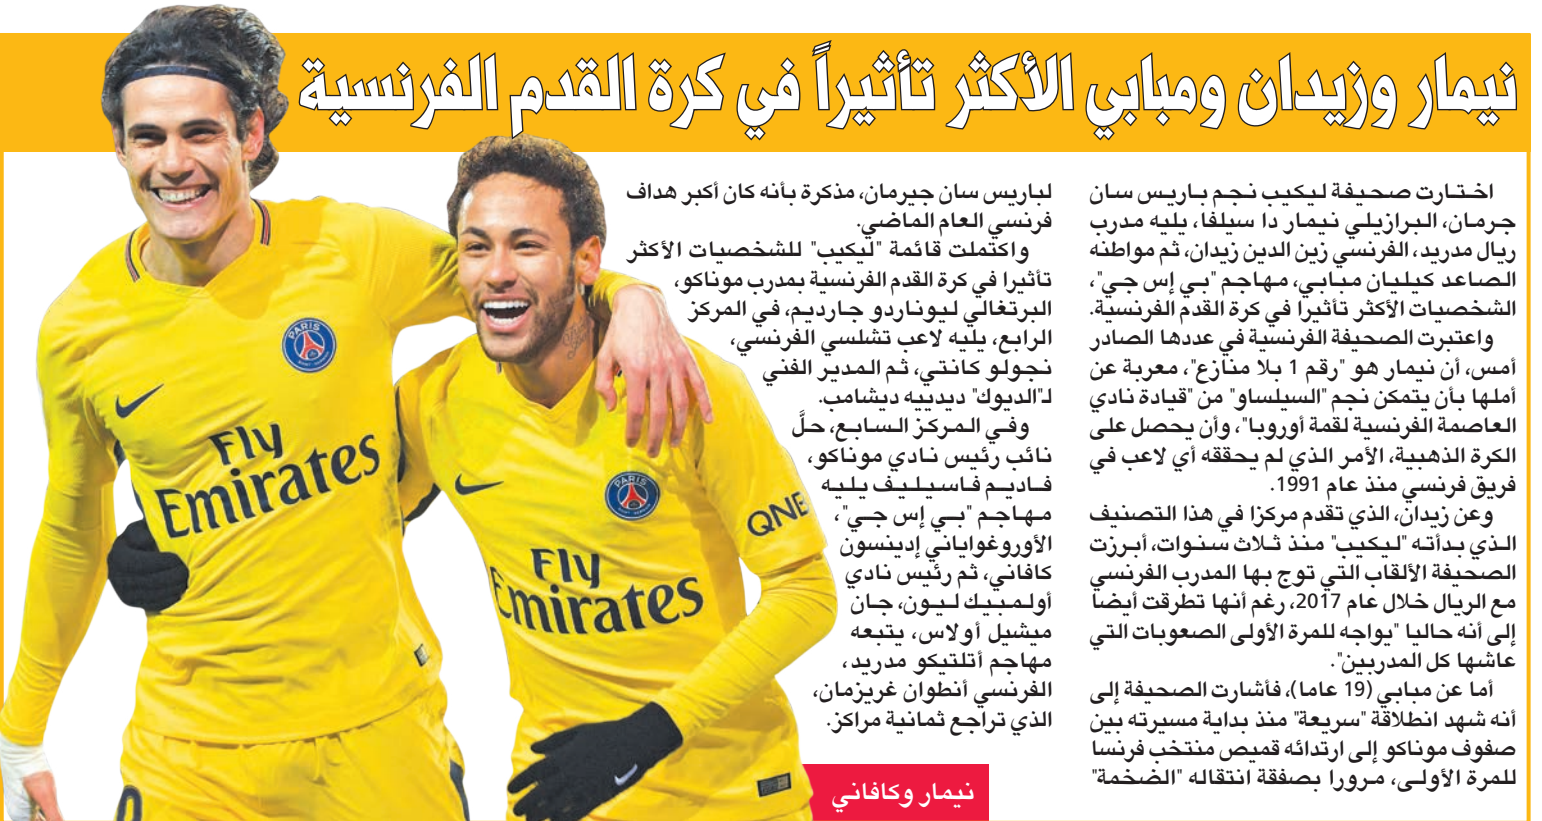 نيمار وزيدان ومبابي الأكثر تأثيراً في كرة القدم الفرنسية
اختارت صحيفة ليكيب نجم باريس سان
جرمان، البرازيلي نيمار دا سيلفا، يليه مدرب
ريال مدريد، الفرنسي زين الدين زيدان، ثم مواطنه
الصاعد كيليان مبابي، مهاجم "بي إس جي"،
الشخصيات الأكثر تأثيرا في كرة القدم الفرنسية.
واعتبرت الصحيفة الفرنسية في عددها الصادر
أمس، أن نيمار هو "رقم 1 بلا منازع"، معربة عن
أملها بأن يتمكن نجم "السيلساو" من "قيادة نادي
العاصمة الفرنسية لقمة أوروبا"، وأن يحصل على
الكرة الذهبية، الأمر الذي لم يحققه أي لاعب في
فريق فرنسي منذ عام 1991.
وعن زيدان، الذي تقدم مركزا في هذا التصنيف
الذي بدأته "ليكيب" منذ ثلاث سنوات، أبرزت
الصحيفة الألقاب التي توج بها المدرب الفرنسي
مع الريال خلال عام 2017، رغم أنها تطرقت أيضا
إلى أنه حاليا "يواجه للمرة الأولى الصعوبات التي
عاشها كل المدربين".
أما عن مبابي (19 عاما)، فأشارت الصحيفة إلى
أنه شهد انطلاقة "سريعة" منذ بداية مسيرته بين
صفوف موناكو إلى ارتدائه قميص منتخب فرنسا
للمرة الأولى، مرورا بصفقة انتقاله "الضخمة"
لباريس سان جيرمان، مذكرة بأنه كان أكبر هداف
فرنسي العام الماضي.
واكتملت قائمة "ليكيب" للشخصيات الأكثر
تأثيرا في كرة القدم الفرنسية بمدرب موناكو،
البرتغالي ليوناردو جارديم، في المركز
الرابع، يليه لاعب تشلسي الفرنسي،
نجولو كانتي، ثم المدير الفني
لـ"الديوك" ديدييه ديشامب.
وفي المركز السابع، حلَّ
نائب رئيس نادي موناكو،
فاديم فاسيليف يليه
مهاجم "بي إس جي"،
الأوروغواياني إدينسون
كافاني، ثم رئيس نادي
أولمبيك ليون، جان
ميشيل أولاس، يتبعه
مهاجم أتلتيكو مدريد،
الفرنسي أنطوان غريزمان،
الذي تراجع ثمانية مراكز.
نيمار وكافاني
PARIS
Fly
Emirates
PARIS
QNB
Fly
Emirates